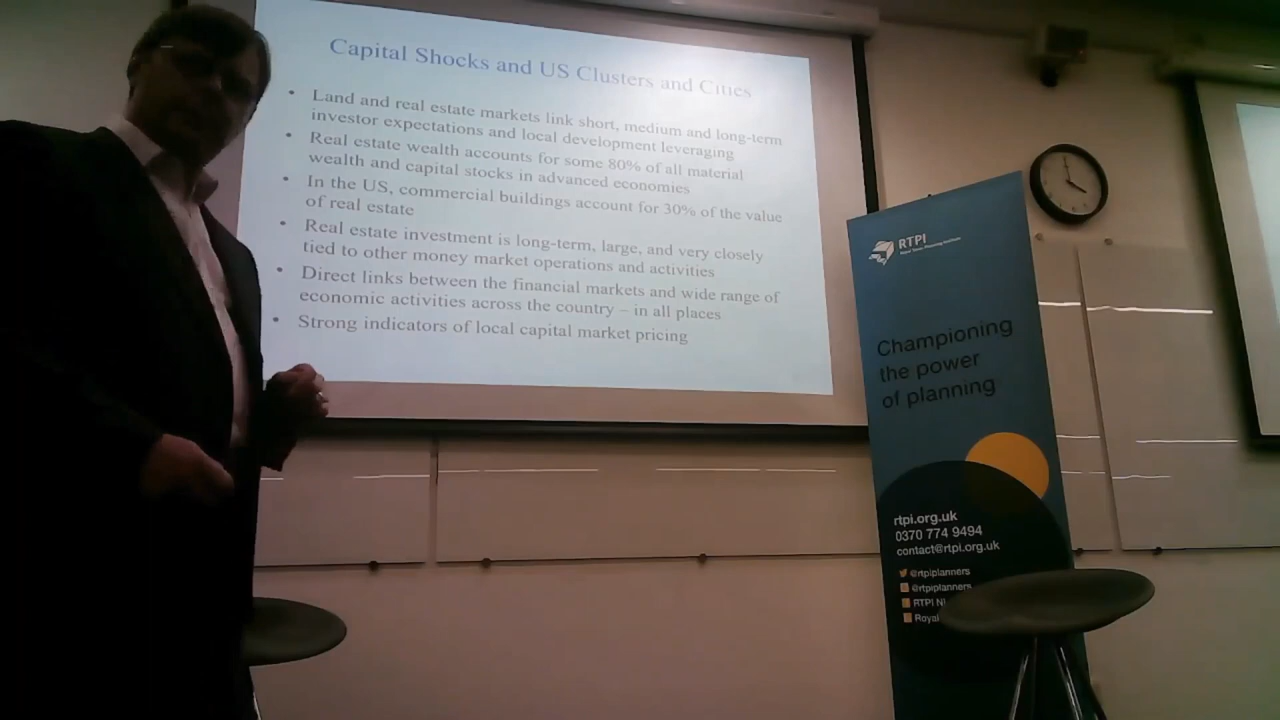 Capital Shocks and US Clusters and Cities
• Land and real estate markets link short, medium and long-term
investor expectations and local development leveraging
• Real estate wealth accounts for some 80% of all material
wealth and capital stocks in advanced economies
• In the US, commercial buildings account for 30% of the value
of real estate
• Real estate investment is long-term, large, and very closely
tied to other money market operations and activities
• Direct links between the financial markets and wide range of
economic activities across the country – in all places
• Strong indicators of local capital market pricing
RTPI
Championing
the power
of planning
rtpi.org.uk
0370 774 9494
contact@rtpi.org.uk
@rtpiplanners
@rtpiplanners
RTPI
Royal